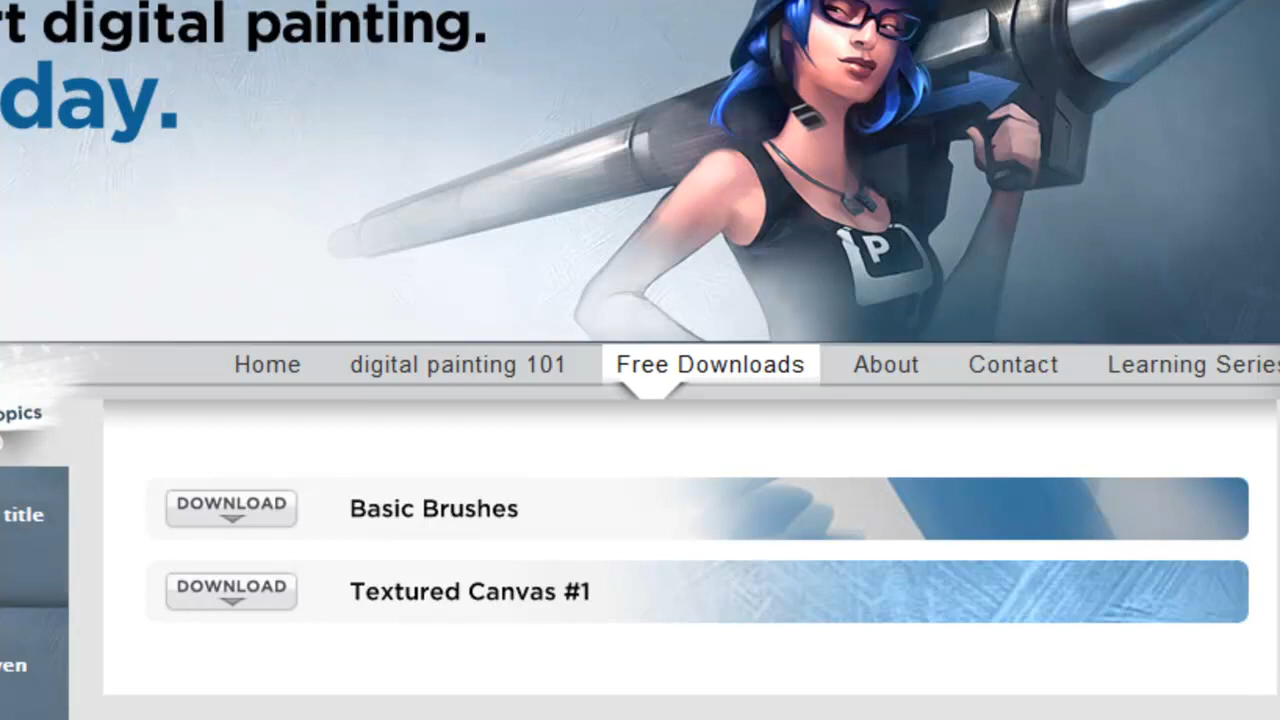 t digital painting.
day.
P
Home digital painting 101 Free Downloads About Contact Learning Series
opics
DOWNLOAD Basic Brushes
title
DOWNLOAD Textured Canvas #1
ven